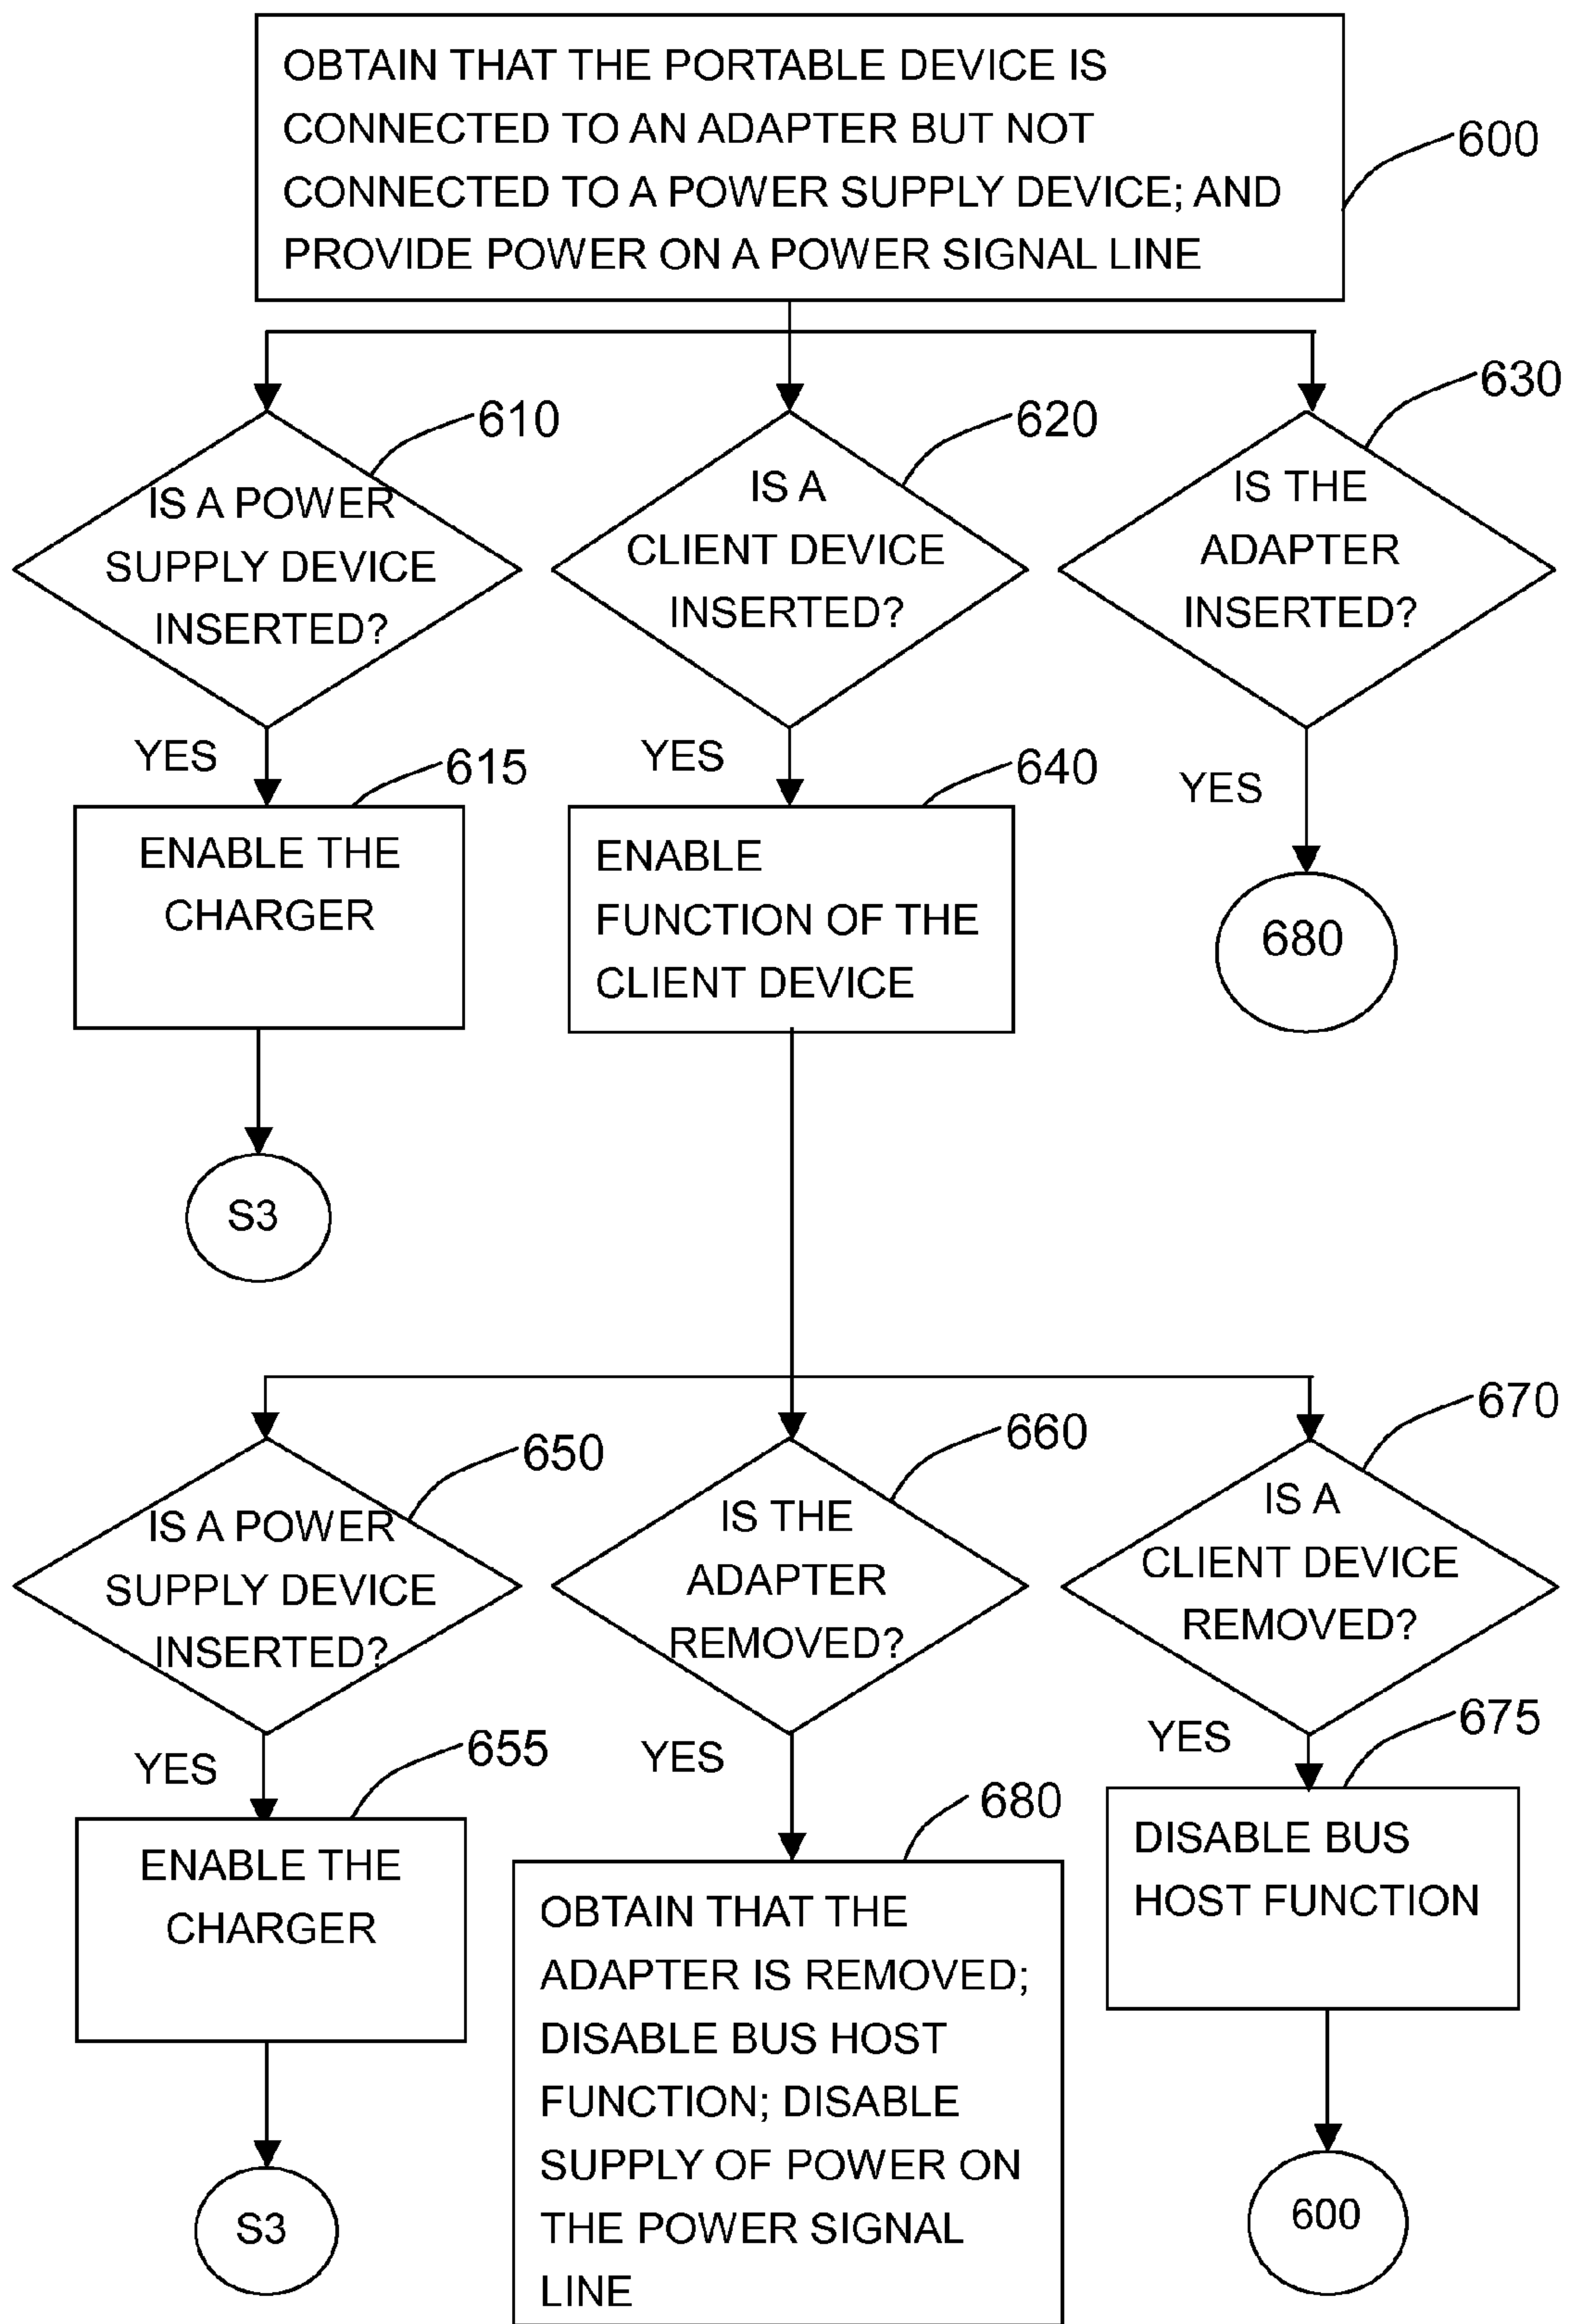 OBTAIN THAT THE PORTABLE DEVICE IS
CONNECTED TO AN ADAPTER BUT NOT
CONNECTED TO A POWER SUPPLY DEVICE; AND
PROVIDE POWER ON A POWER SIGNAL LINE
600
610
IS A POWER
SUPPLY DEVICE
INSERTED?
YES
620
IS A
CLIENT DEVICE
INSERTED?
YES
630
IS THE
ADAPTER
INSERTED?
YES
615
ENABLE THE
CHARGER
640
ENABLE
FUNCTION OF THE
CLIENT DEVICE
680
S3
650
IS A POWER
SUPPLY DEVICE
INSERTED?
YES
660
IS THE
ADAPTER
REMOVED?
YES
670
IS A
CLIENT DEVICE
REMOVED?
YES
655
ENABLE THE
CHARGER
680
OBTAIN THAT THE
ADAPTER IS REMOVED;
DISABLE BUS HOST
FUNCTION; DISABLE
SUPPLY OF POWER ON
THE POWER SIGNAL
LINE
675
DISABLE BUS
HOST FUNCTION
S3
600